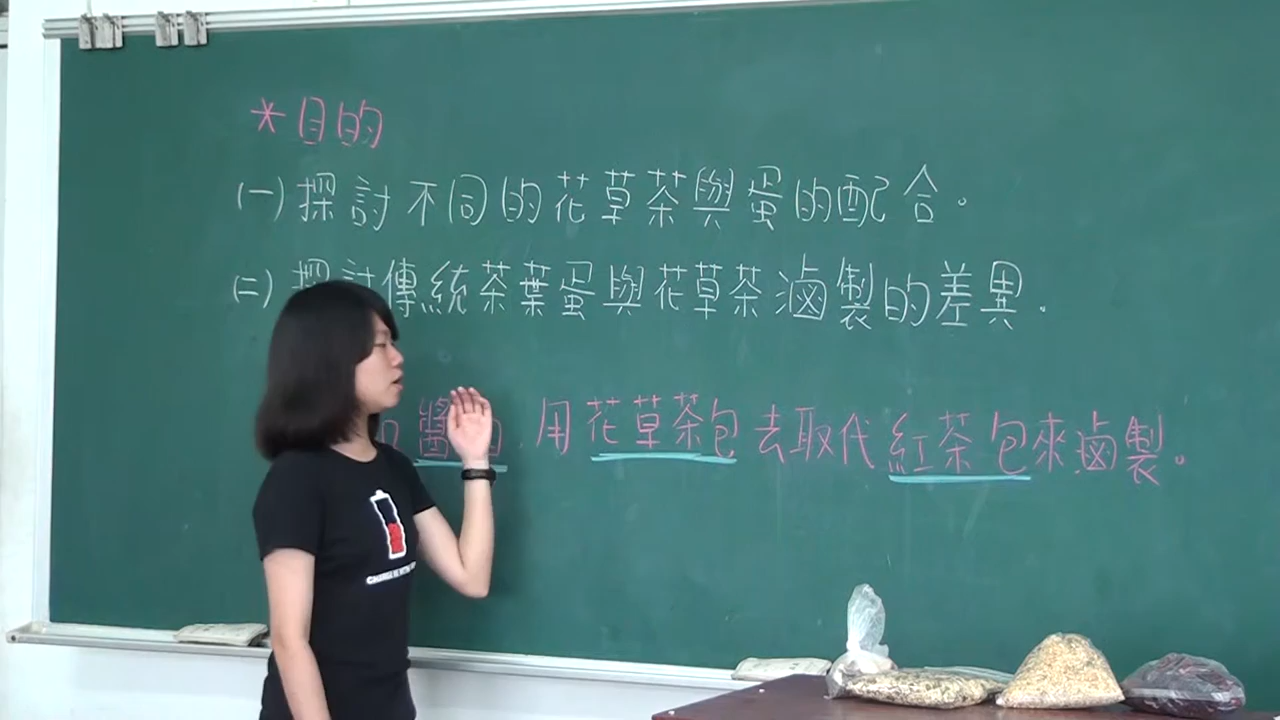 *目的
(一)探討不同的花草茶與蛋的配合。
(二)探討傳統茶葉蛋與花草茶滷製的差異.
醬油,用花草茶包去取代紅茶包來滷製。